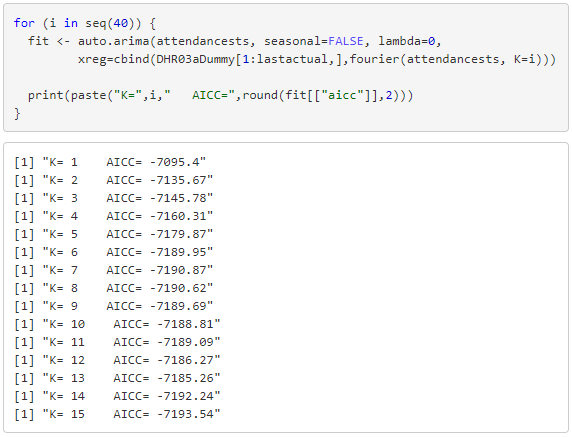 for (i in seq(40)) {
  fit <- auto.arima(attendancests, seasonal=FALSE, lambda=0,
         xreg=cbind(DHR03aDummy[1:lastactual,],fourier(attendancests, K=i)))

  print(paste("K=",i,"   AICC=",round(fit[["aicc"]],2)))
}
[1] "K= 1    AICC= -7095.4"
[1] "K= 2    AICC= -7135.67"
[1] "K= 3    AICC= -7145.78"
[1] "K= 4    AICC= -7160.31"
[1] "K= 5    AICC= -7179.87"
[1] "K= 6    AICC= -7189.95"
[1] "K= 7    AICC= -7190.87"
[1] "K= 8    AICC= -7190.62"
[1] "K= 9    AICC= -7189.69"
[1] "K= 10    AICC= -7188.81"
[1] "K= 11    AICC= -7189.09"
[1] "K= 12    AICC= -7186.27"
[1] "K= 13    AICC= -7185.26"
[1] "K= 14    AICC= -7192.24"
[1] "K= 15    AICC= -7193.54"